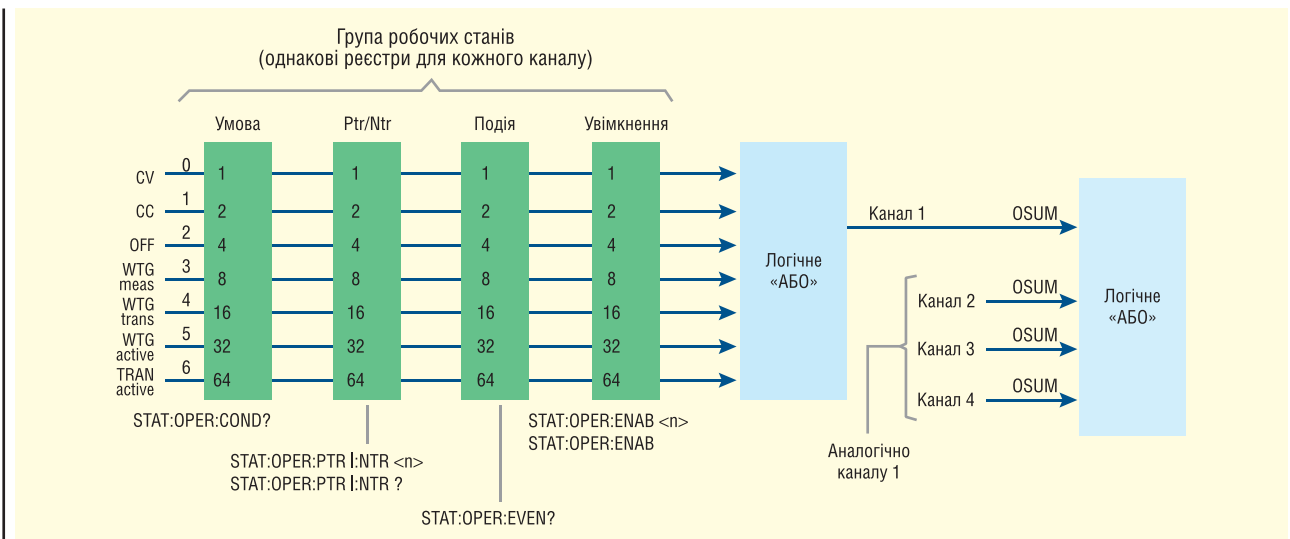 Група робочих станів
(однакові реєстри для кожного каналу)
Умова
Ptr/Ntr
Подія
Увімкнення
CV 0 1 1 1 1
CC 1 2 2 2 2
OFF 2 4 4 4 4
WTG
meas 3 8 8 8 8
WTG
trans 4 16 16 16 16
WTG
active 5 32 32 32 32
TRAN
active 6 64 64 64 64
Логічне
«АБО»
Канал 1 OSUM
Канал 2 OSUM
Канал 3 OSUM
Канал 4 OSUM
Логічне
«АБО»
Аналогічно
каналу 1
STAT:OPER:COND?
STAT:OPER:PTR |:NTR <n>
STAT:OPER:PTR |:NTR ?
STAT:OPER:EVEN?
STAT:OPER:ENAB <n>
STAT:OPER:ENAB